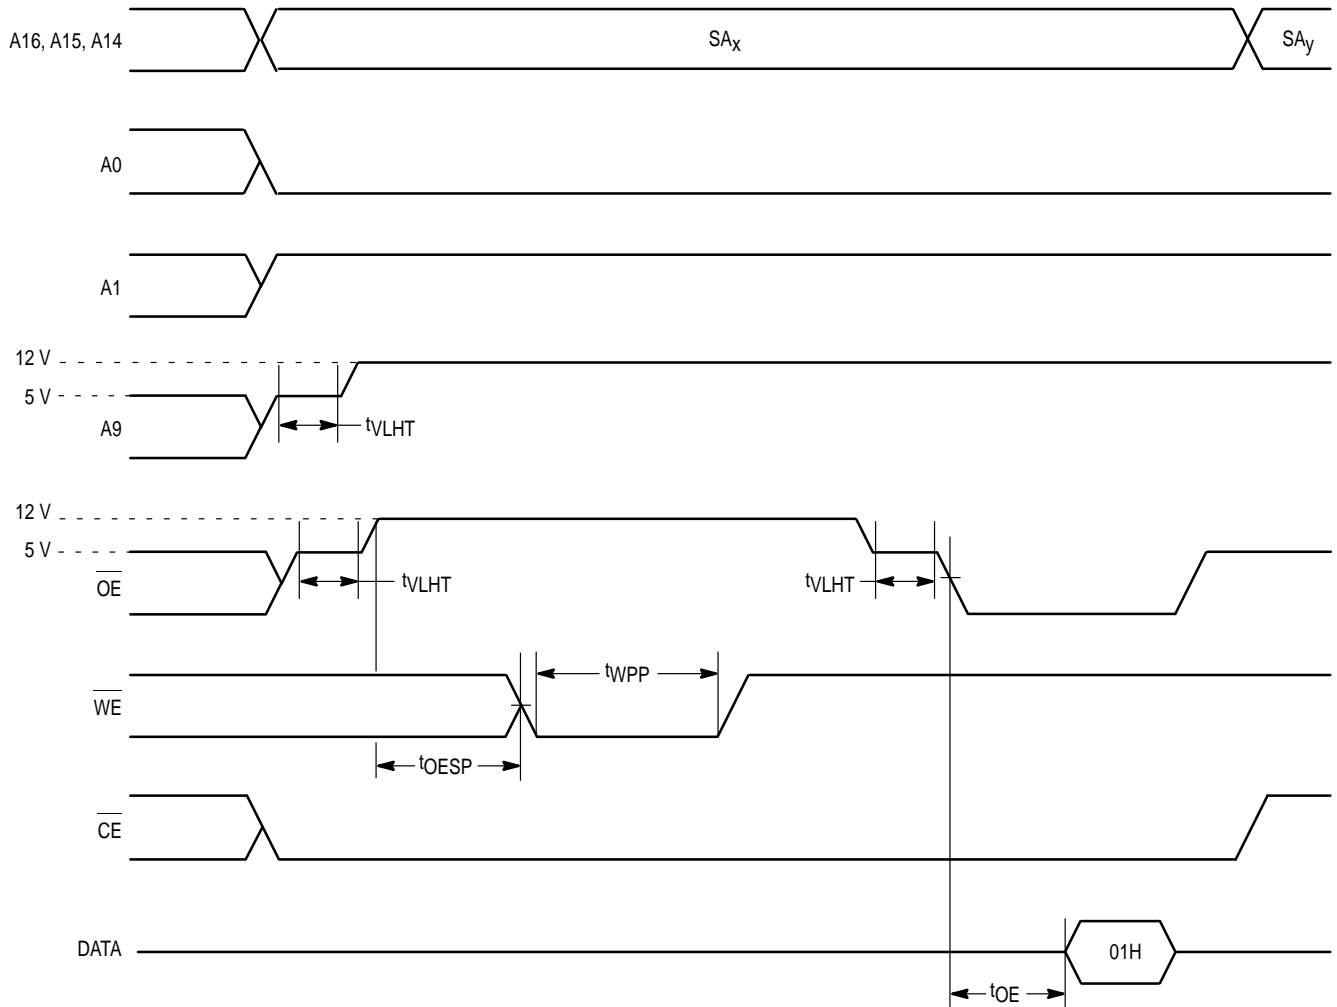 A16, A15, A14
SAx
SAy
A0
A1
12 V
5 V
A9
tVLHT
12 V
5 V
OE
tVLHT
tVLHT
WE
tWPP
tOESP
CE
DATA
01H
tOE